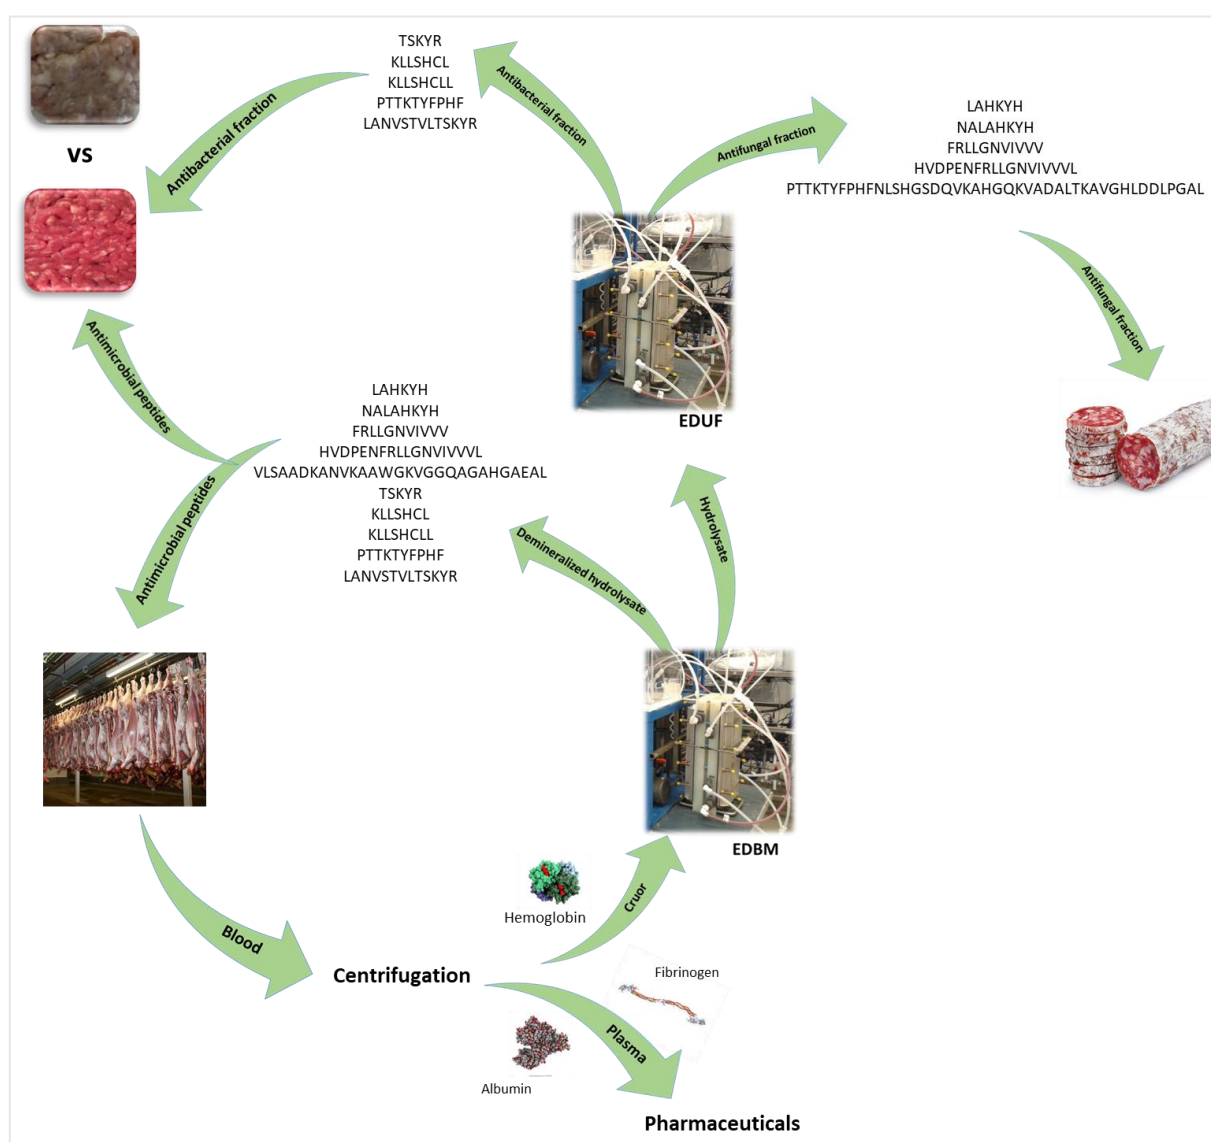 TSKYR
KLLSHCL
KLLSHCLL
PTTKTYFPHF
LANVSTVLTSKYR
Antibacterial fraction
Antibacterial fraction
vs
Antifungal fraction
LAHKYH
NALAHKYH
FRLLGNVIVVV
HVDPENFRLLGNVIVVVL
PTTKTYFPHFNLSHGSDQVKAHGQKVADALTKAVGHLDDLPGAL
Antifungal fraction
EDUF
Antimicrobial peptides
LAHKYH
NALAHKYH
FRLLGNVIVVV
HVDPENFRLLGNVIVVVL
VLSAADKANVKAAWGKVGGQAGAHGAEAL
TSKYR
KLLSHCL
KLLSHCLL
PTTKTYFPHF
LANVSTVLTSKYR
Antimicrobial peptides
Demineralized hydrolysate
Hydrolysate
EDBM
Hemoglobin
Cruor
Blood
Centrifugation
Fibrinogen
Plasma
Albumin
Pharmaceuticals